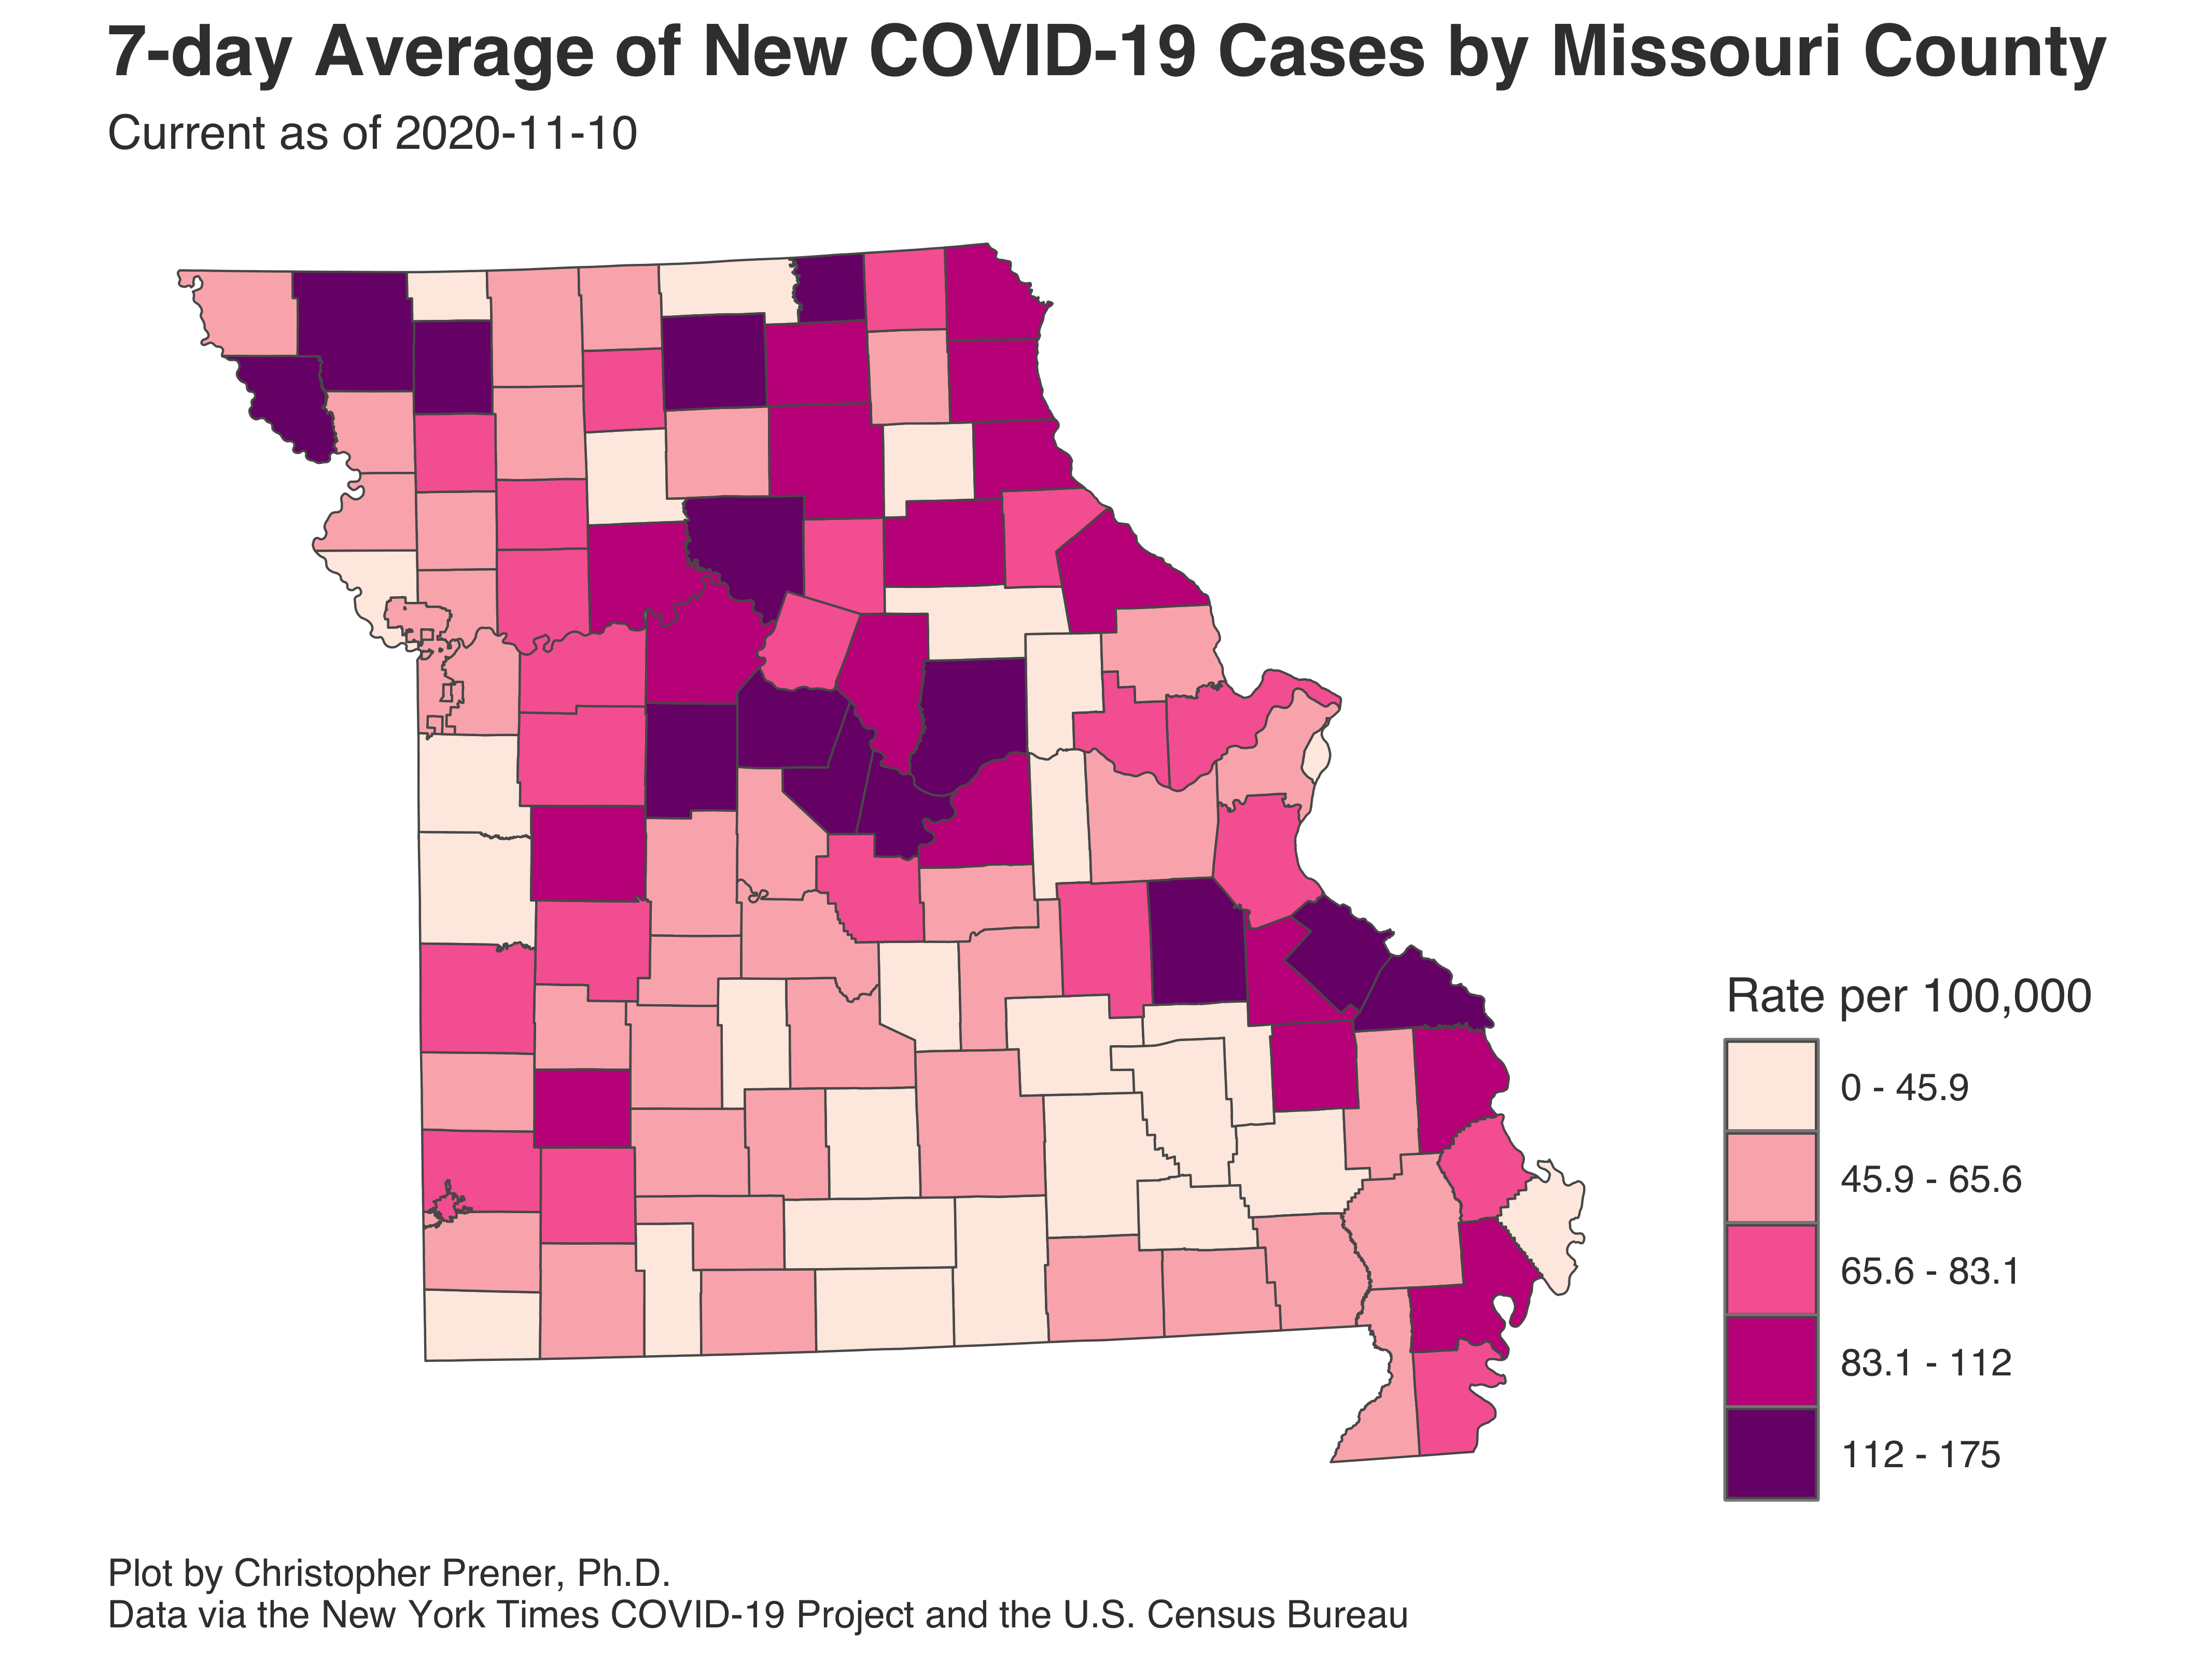 7-day Average of New COVID-19 Cases by Missouri County
Current as of 2020-11-10
Rate per 100,000
0 - 45.9
45.9 - 65.6
65.6 - 83.1
83.1 - 112
112 - 175
Plot by Christopher Prener, Ph.D.
Data via the New York Times COVID-19 Project and the U.S. Census Bureau